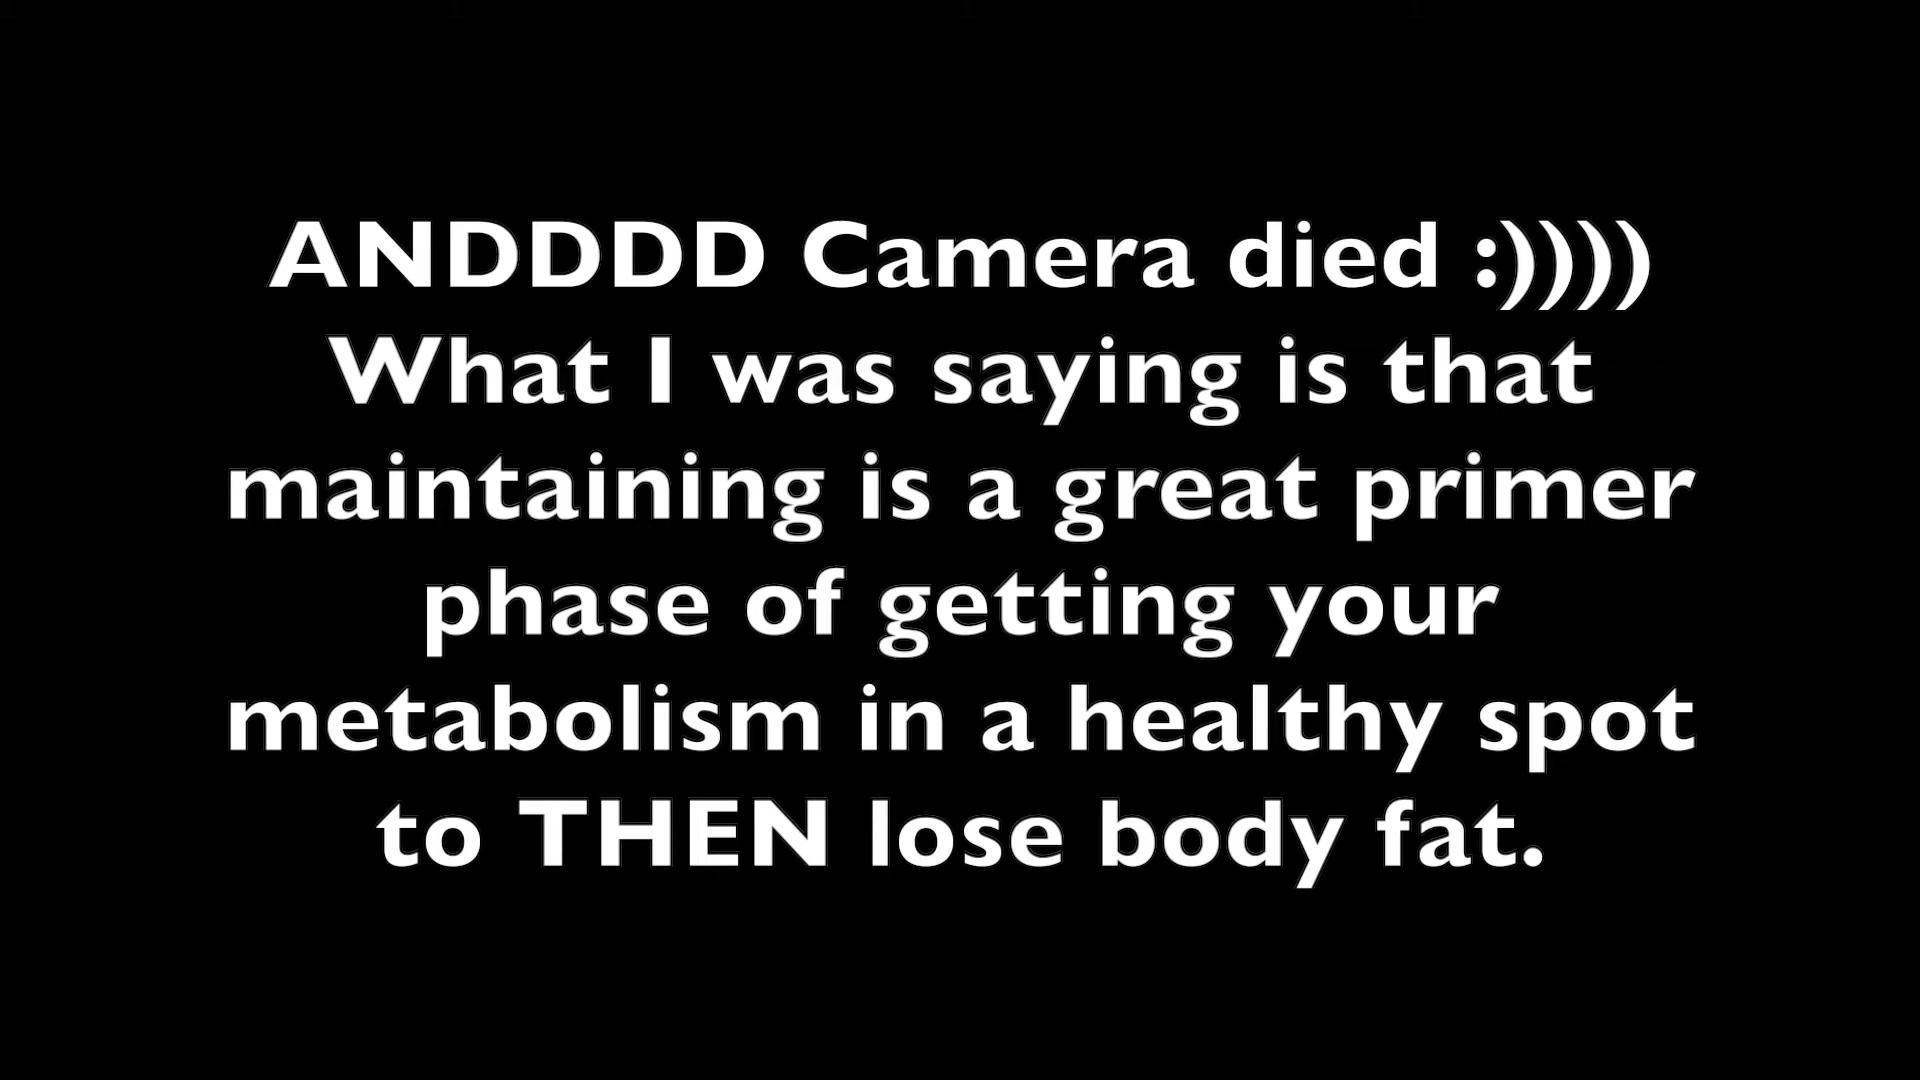 ANDDDD Camera died :))))
What I was saying is that
maintaining is a great primer
phase of getting your
metabolism in a healthy spot
to THEN lose body fat.